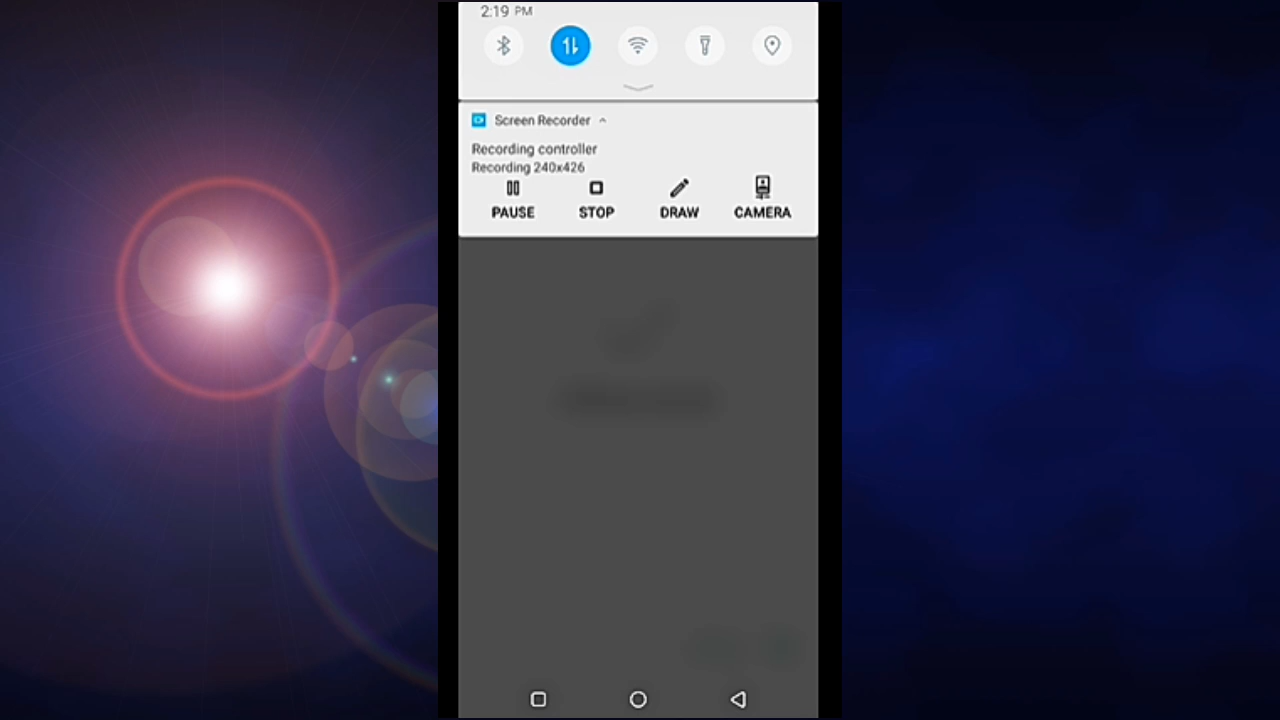 2:19 PM
Screen Recorder
Recording controller
Recording 240x426
PAUSE STOP DRAW CAMERA